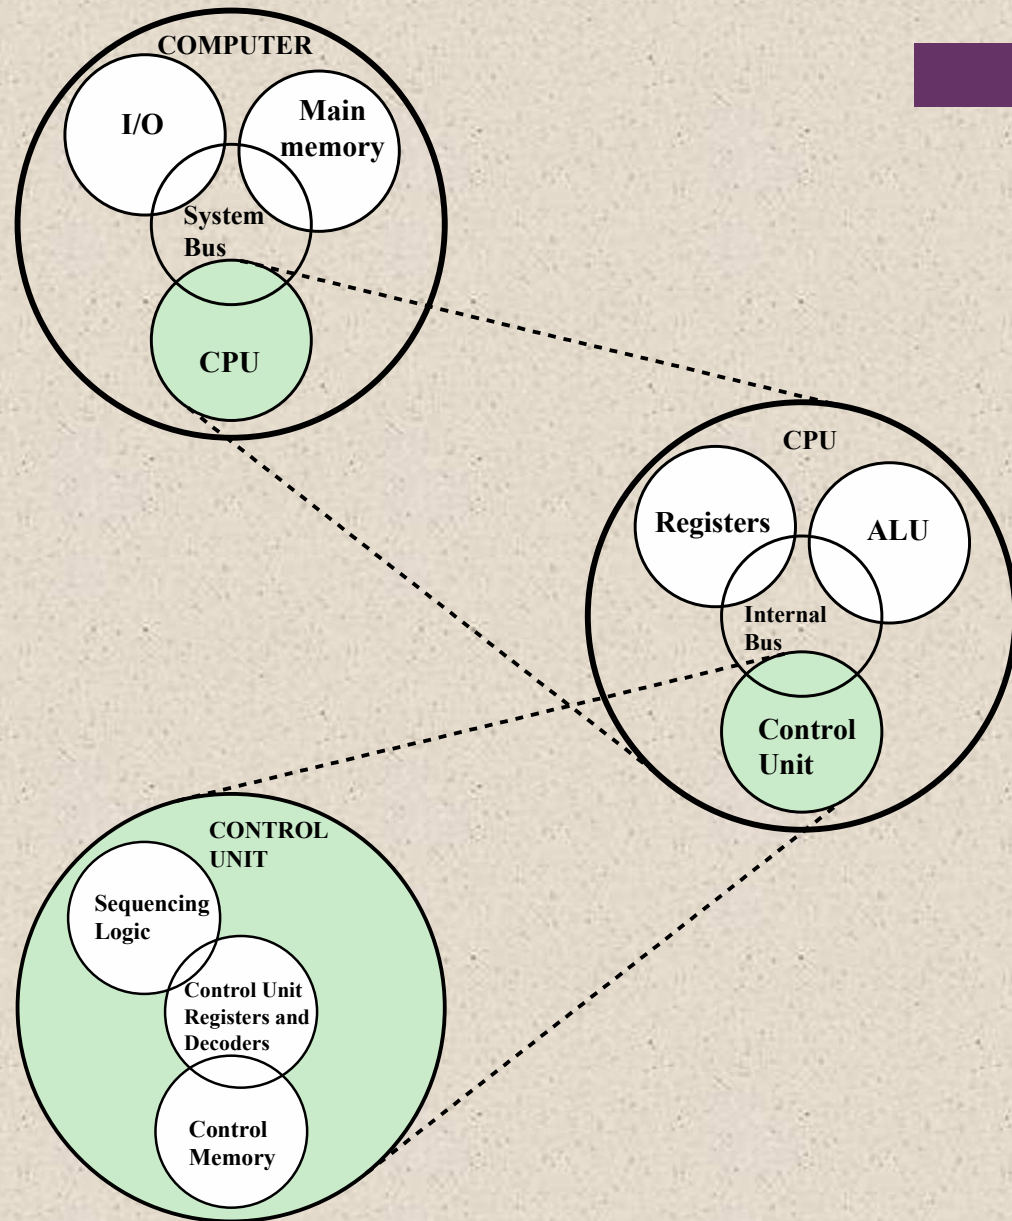 COMPUTER
I/O
Main
memory
System
Bus
CPU
CPU
Registers
ALU
Internal
Bus
Control
Unit
CONTROL
UNIT
Sequencing
Logic
Control Unit
Registers and
Decoders
Control
Memory